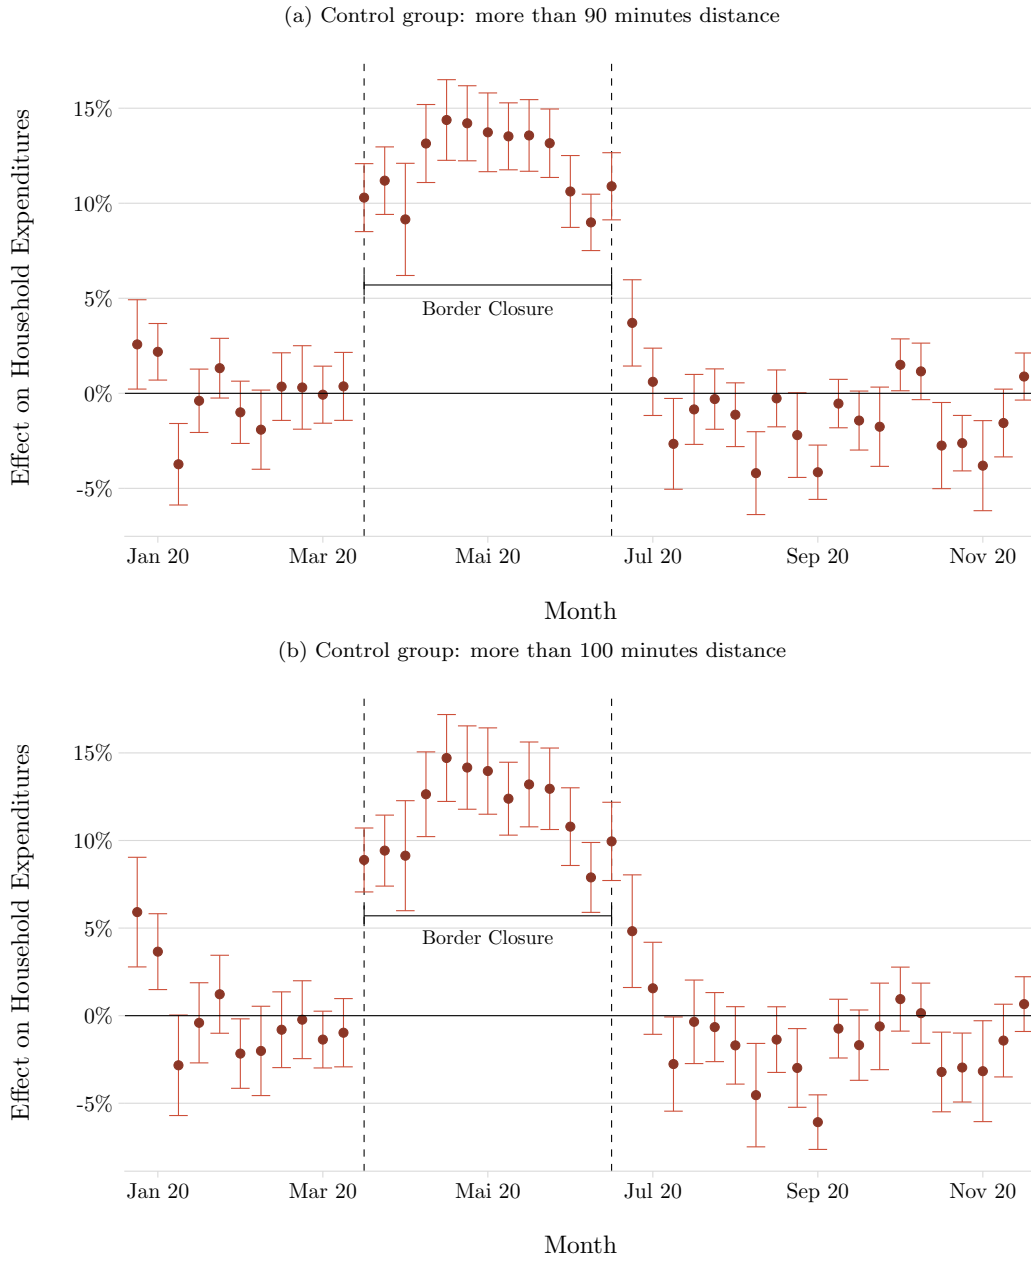 (a) Control group: more than 90 minutes distance
Effect on Household Expenditures
15%
10%
5%
0%
-5%
Border Closure
Jan 20 Mar 20 Mai 20 Jul 20 Sep 20 Nov 20
Month
(b) Control group: more than 100 minutes distance
Effect on Household Expenditures
15%
10%
5%
0%
-5%
Border Closure
Jan 20 Mar 20 Mai 20 Jul 20 Sep 20 Nov 20
Month